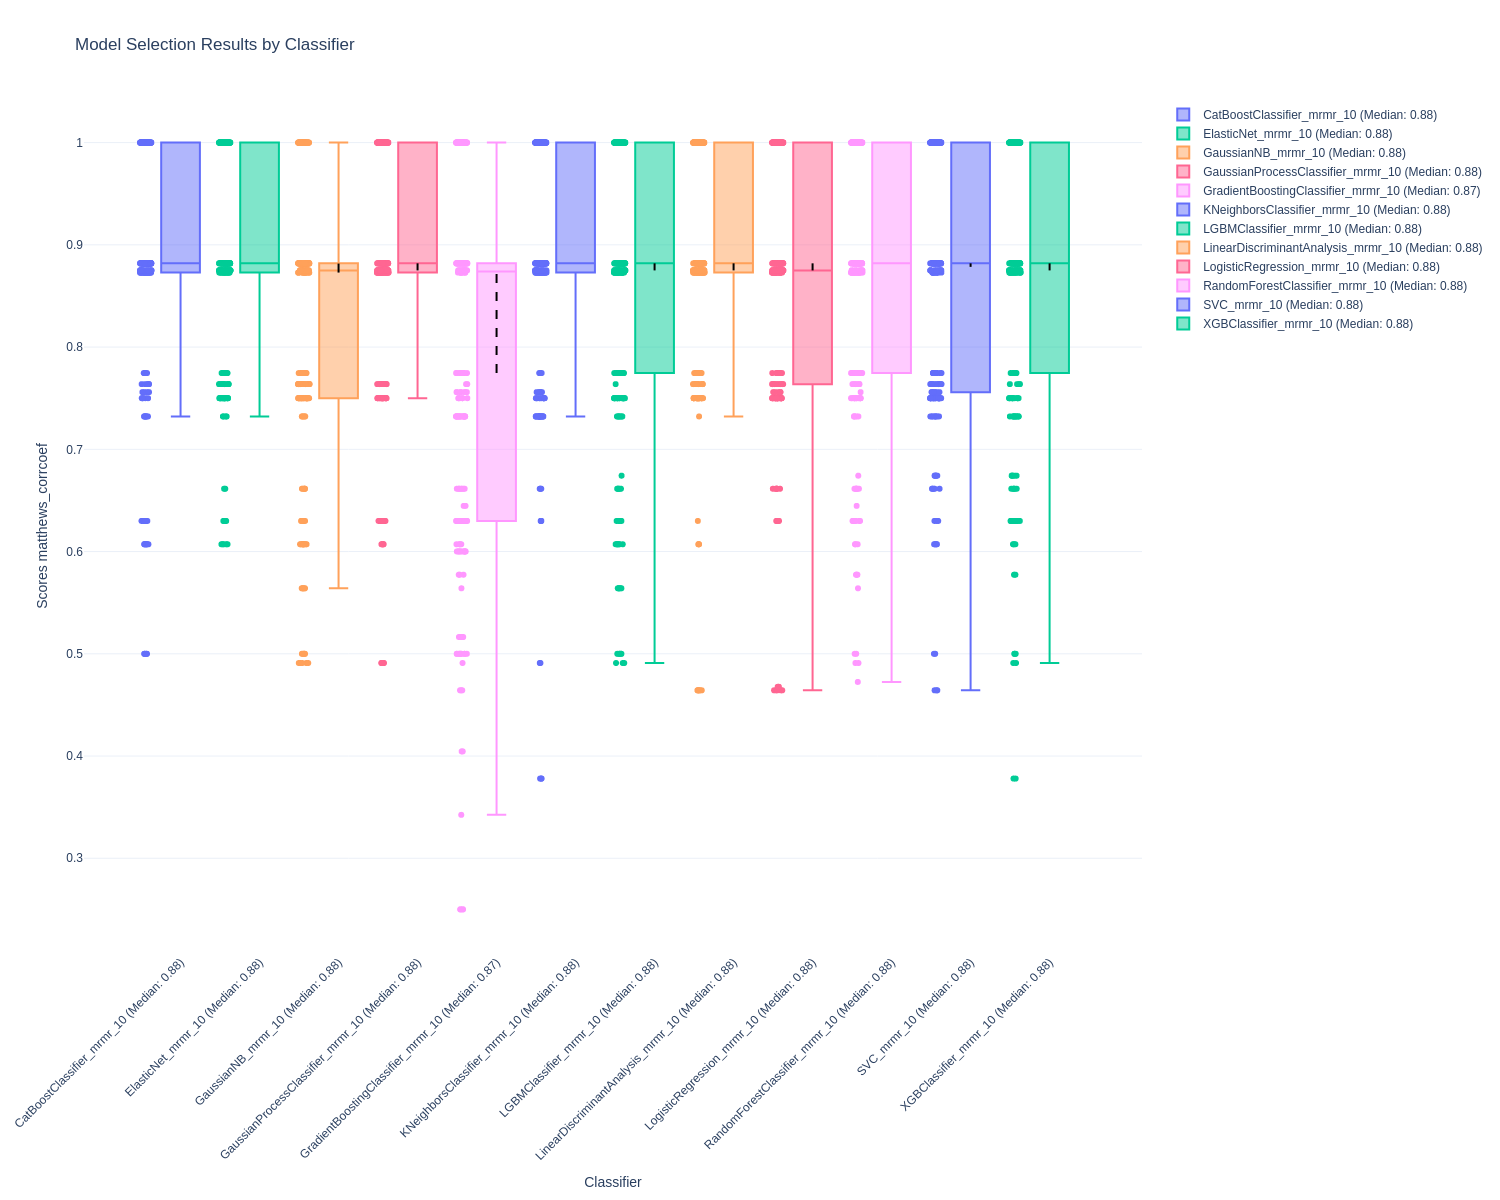 Model Selection Results by Classifier
CatBoostClassifier_mrmr_10 (Median: 0.88)
ElasticNet_mrmr_10 (Median: 0.88)
GaussianNB_mrmr_10 (Median: 0.88)
GaussianProcessClassifier_mrmr_10 (Median: 0.88)
GradientBoostingClassifier_mrmr_10 (Median: 0.87)
KNeighborsClassifier_mrmr_10 (Median: 0.88)
LGBMClassifier_mrmr_10 (Median: 0.88)
LinearDiscriminantAnalysis_mrmr_10 (Median: 0.88)
LogisticRegression_mrmr_10 (Median: 0.88)
RandomForestClassifier_mrmr_10 (Median: 0.88)
SVC_mrmr_10 (Median: 0.88)
XGBClassifier_mrmr_10 (Median: 0.88)
1
0.9
0.8
0.7
0.6
0.5
0.4
0.3
Scores matthews_corrcoef
CatBoostClassifier_mrmr_10 (Median: 0.88)
ElasticNet_mrmr_10 (Median: 0.88)
GaussianNB_mrmr_10 (Median: 0.88)
GaussianProcessClassifier_mrmr_10 (Median: 0.88)
GradientBoostingClassifier_mrmr_10 (Median: 0.87)
KNeighborsClassifier_mrmr_10 (Median: 0.88)
LGBMClassifier_mrmr_10 (Median: 0.88)
LinearDiscriminantAnalysis_mrmr_10 (Median: 0.88)
LogisticRegression_mrmr_10 (Median: 0.88)
RandomForestClassifier_mrmr_10 (Median: 0.88)
SVC_mrmr_10 (Median: 0.88)
XGBClassifier_mrmr_10 (Median: 0.88)
Classifier